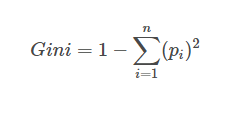 Gini = 1 − ∑_{i=1}^{n} (p_i)^2